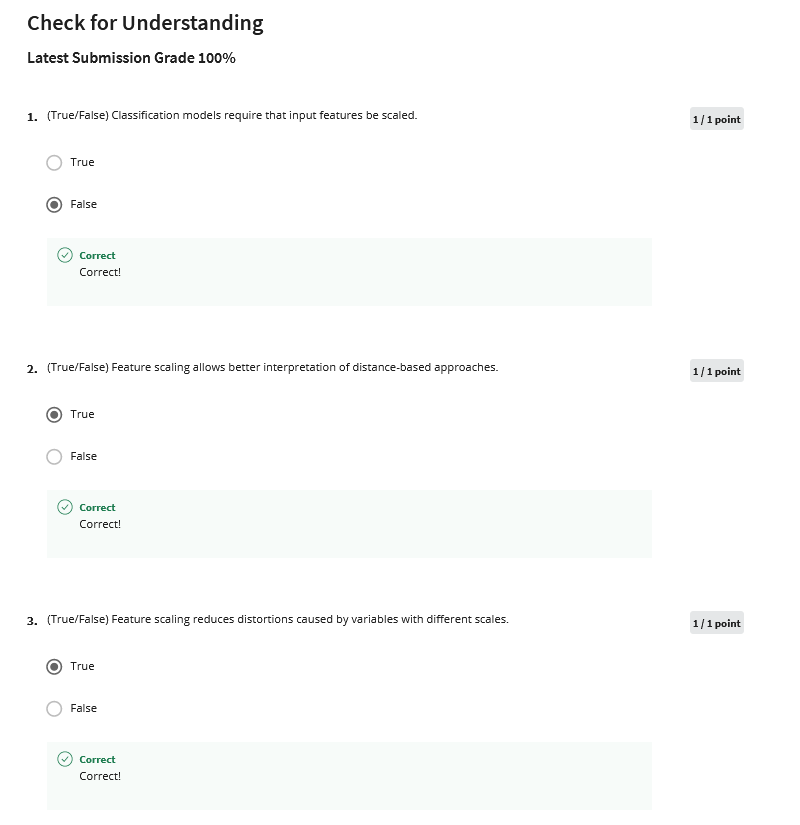 Check for Understanding
Latest Submission Grade 100%
1. (True/False) Classification models require that input features be scaled.
1 / 1 point
True
False
Correct
Correct!
2. (True/False) Feature scaling allows better interpretation of distance-based approaches.
1 / 1 point
True
False
Correct
Correct!
3. (True/False) Feature scaling reduces distortions caused by variables with different scales.
1 / 1 point
True
False
Correct
Correct!